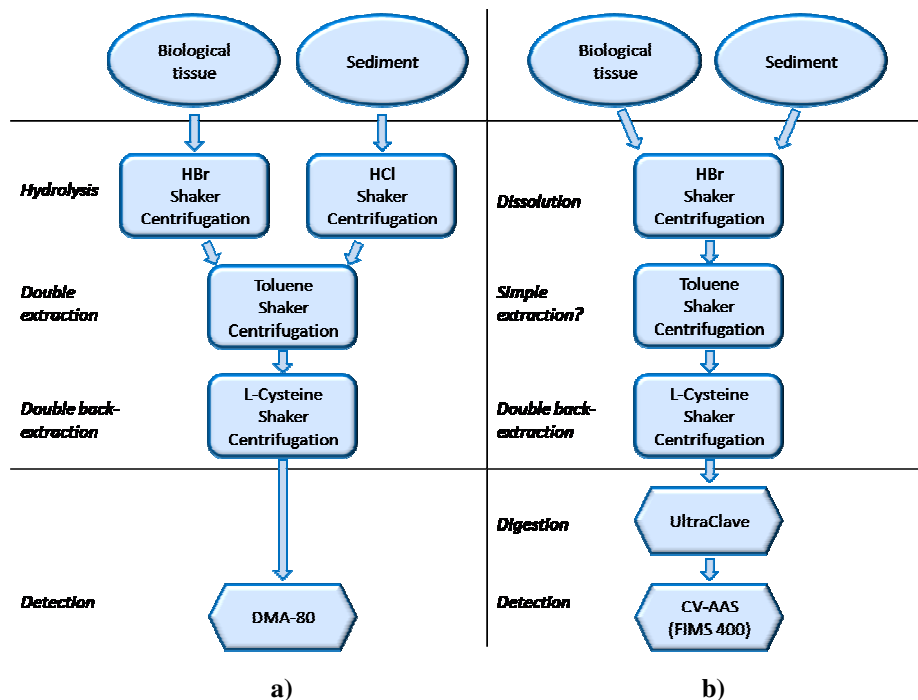 Biological
tissue
Sediment
Hydrolysis
HBr
Shaker
Centrifugation
HCl
Shaker
Centrifugation
Double
extraction
Toluene
Shaker
Centrifugation
Double back-
extraction
L-Cysteine
Shaker
Centrifugation
Detection
DMA-80
a)
Biological
tissue
Sediment
Dissolution
HBr
Shaker
Centrifugation
Simple
extraction?
Toluene
Shaker
Centrifugation
Double back-
extraction
L-Cysteine
Shaker
Centrifugation
Digestion
UltraClave
Detection
CV-AAS
(FIMS 400)
b)